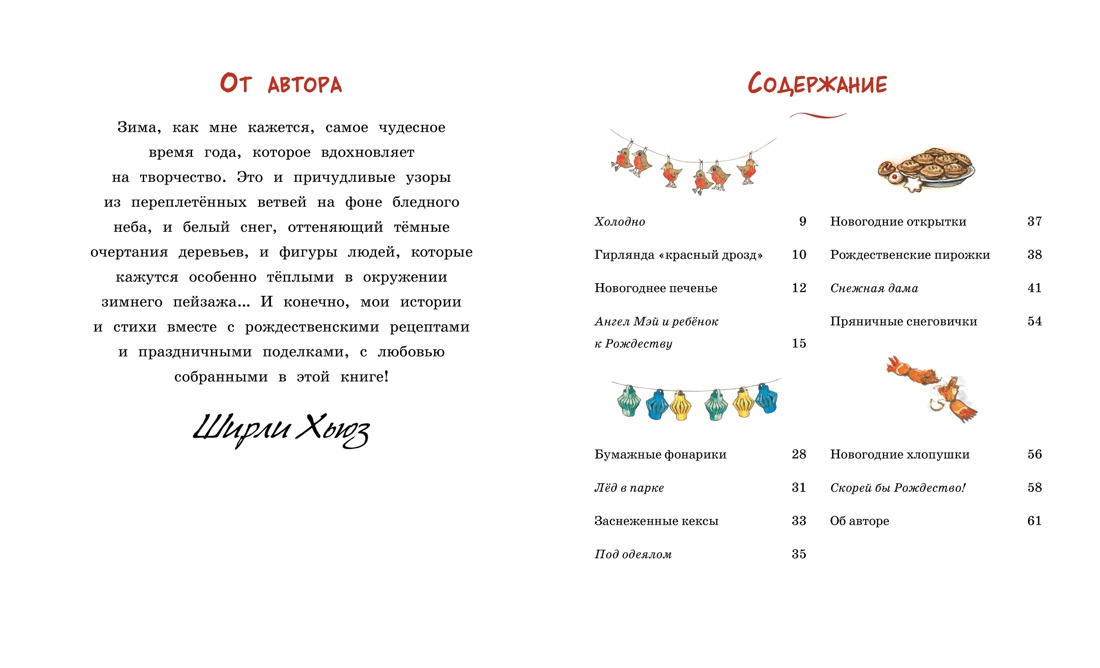 От автора
Зима, как мне кажется, самое чудесное
время года, которое вдохновляет
на творчество. Это и причудливые узоры
из переплетённых ветвей на фоне бледного
неба, и белый снег, оттеняющий тёмные
очертания деревьев, и фигуры людей, которые
кажутся особенно тёплыми в окружении
зимнего пейзажа... И конечно, мои истории
и стихи вместе с рождественскими рецептами
и праздничными поделками, с любовью
собранными в этой книге!
Ширли Хьюз
Содержание
Холодно 9
Гирлянда «красный дрозд» 10
Новогоднее печенье 12
Ангел Мэй и ребёнок
к Рождеству 15
Бумажные фонарики 28
Лёд в парке 31
Заснеженные кексы 33
Под одеялом 35
Новогодние открытки 37
Рождественские пирожки 38
Снежная дама 41
Пряничные снеговички 54
Новогодние хлопушки 56
Скорей бы Рождество! 58
Об авторе 61